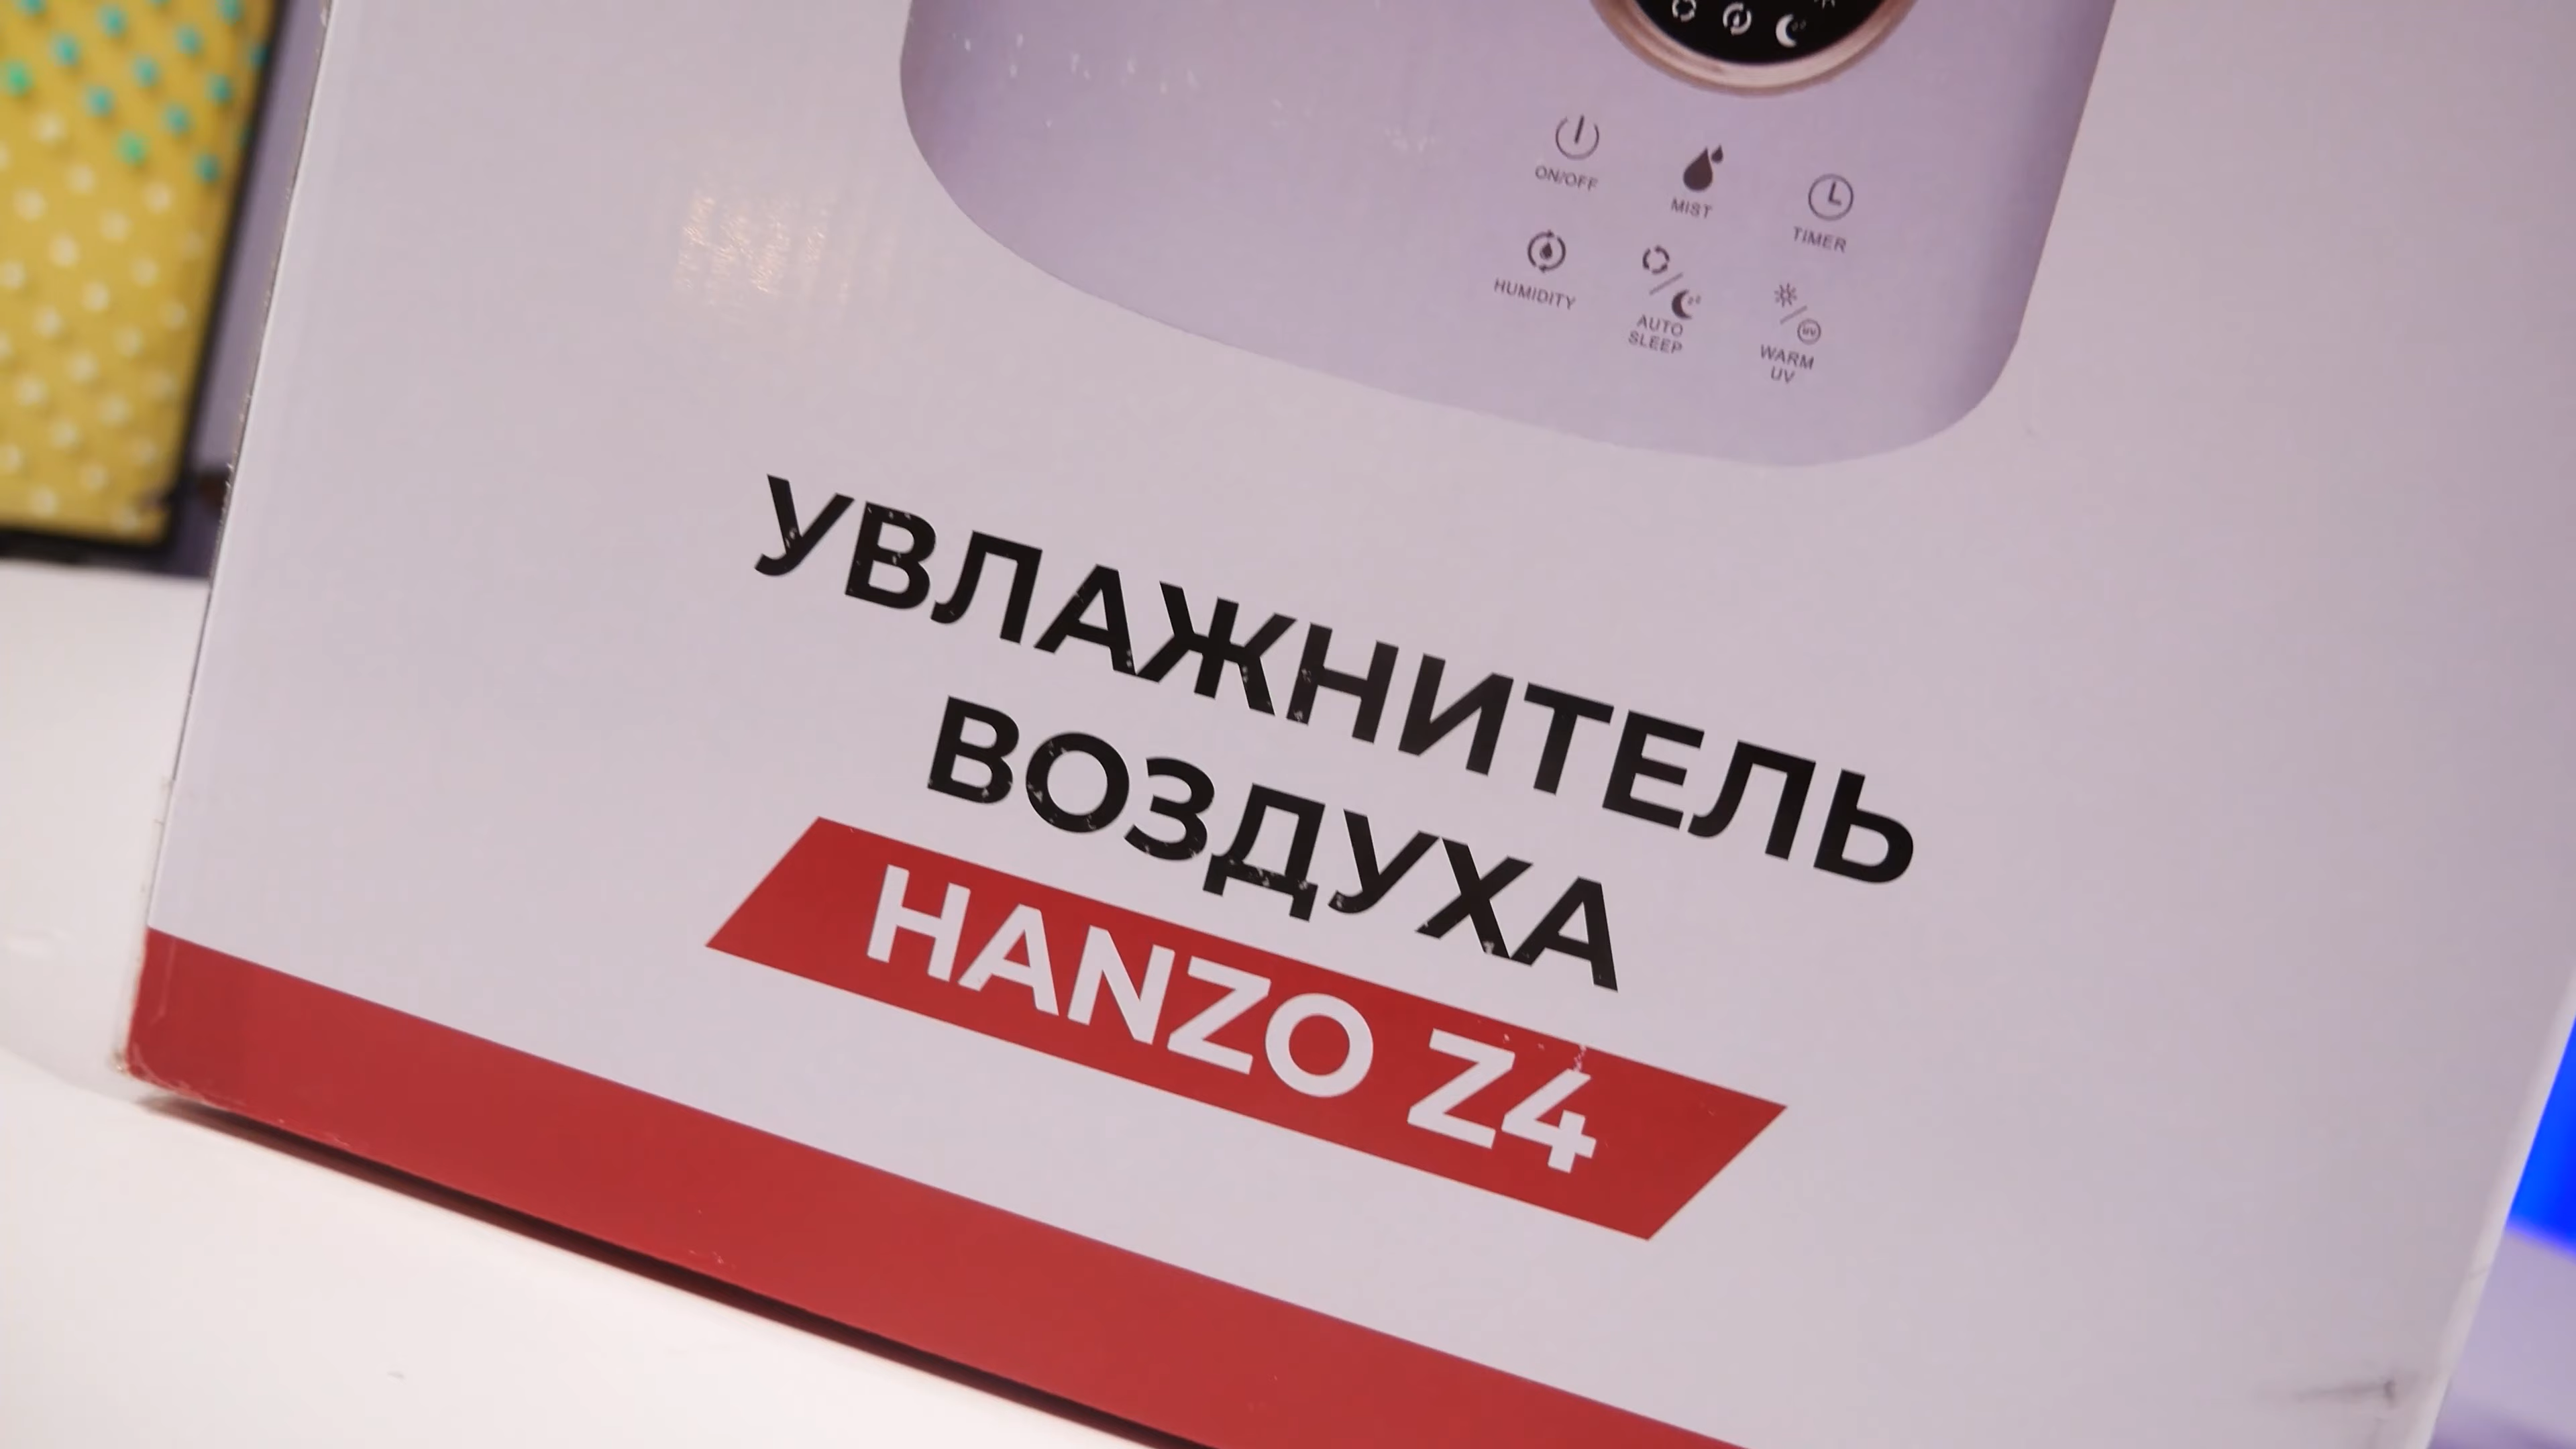 ON/OFF
MIST
TIMER
HUMIDITY
AUTO
SLEEP
WARM
UV
УВЛАЖНИТЕЛЬ
ВОЗДУХА
HANZO Z4